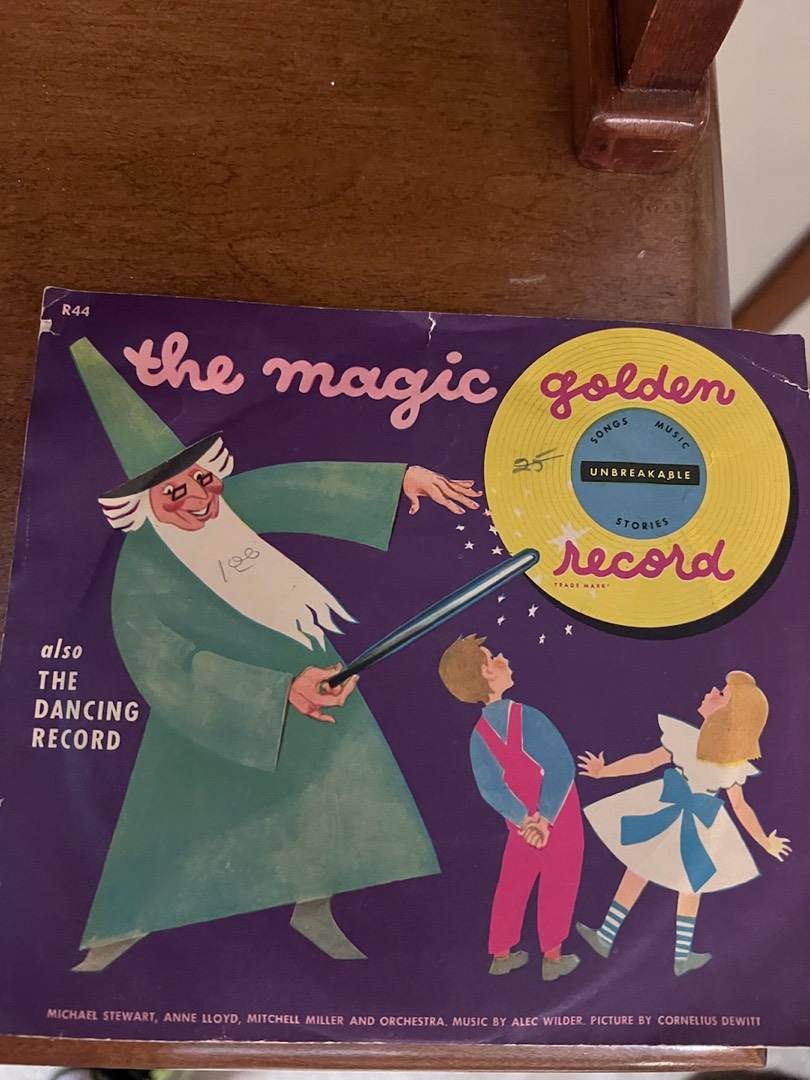 R44
the magic golden
SONGS MUSIC
25
UNBREAKABLE
STORIES
record
TRADE MARK
100
also
THE
DANCING
RECORD
MICHAEL STEWART, ANNE LLOYD, MITCHELL MILLER AND ORCHESTRA. MUSIC BY ALEC WILDER. PICTURE BY CORNELIUS DEWITT